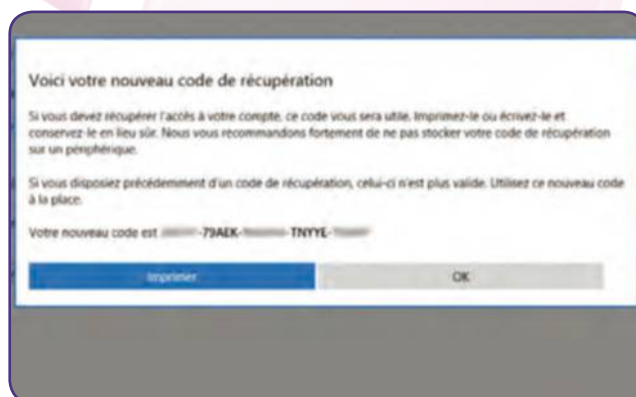 Voici votre nouveau code de récupération
Si vous devez récupérer l'accès à votre compte, ce code vous sera utile. Imprimez-le ou écrivez-le et
conservez-le en lieu sûr. Nous vous recommandons fortement de ne pas stocker votre code de récupération
sur un périphérique.
Si vous disposiez précédemment d'un code de récupération, celui-ci n'est plus valide. Utilisez ce nouveau code
à la place.
Votre nouveau code est -79AEK- -TNYYL-
Imprimer
OK